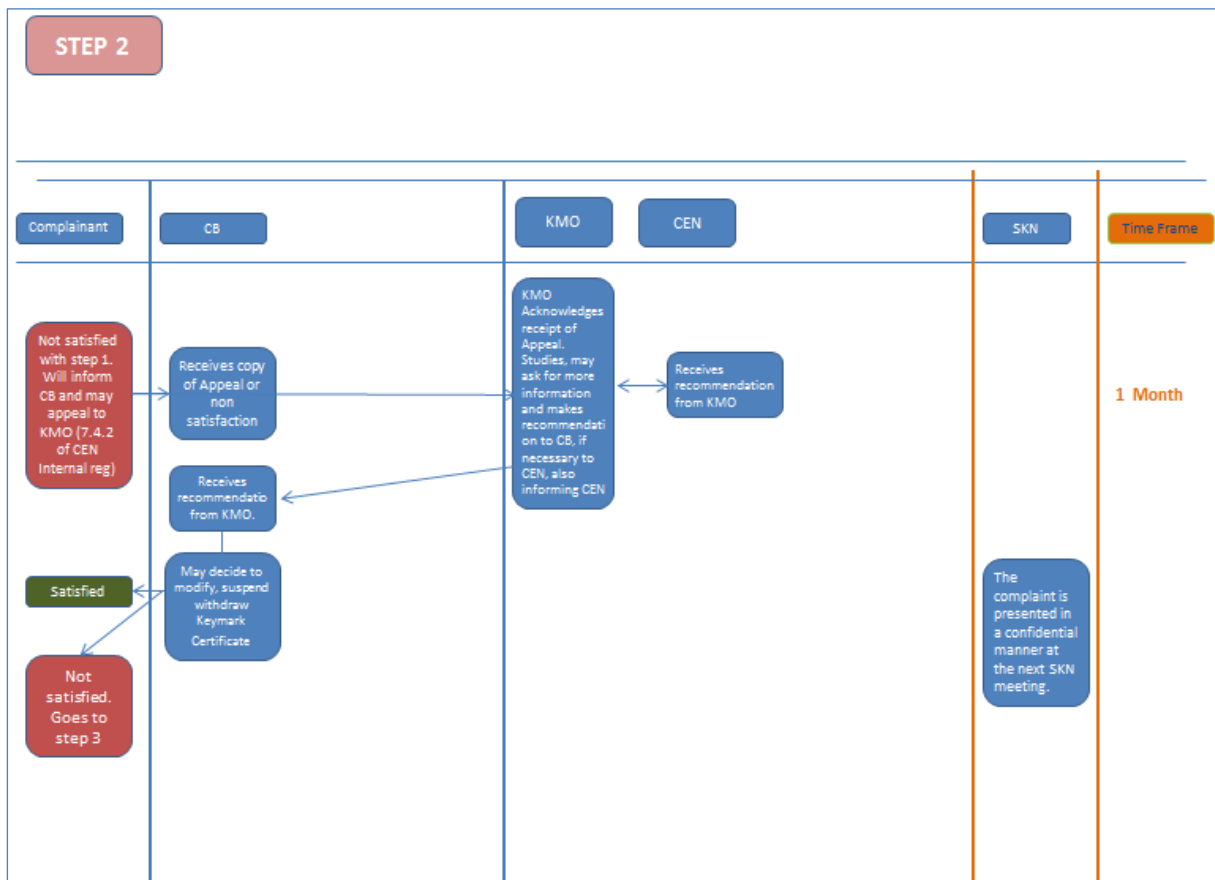 STEP 2
Complainant
CB
KMO
CEN
SKN
Time Frame
Not satisfied
with step 1.
Will inform
CB and may
appeal to
KMO (7.4.2
of CEN
Internal reg)
Receives copy
of Appeal or
non
satisfaction
KMO
Acknowledges
receipt of
Appeal.
Studies, may
ask for more
information
and makes
recommendati
on to CB, if
necessary to
CEN, also
informing CEN
Receives
recommendation
from KMO
1 Month
Receives
recommendatio
from KMO.
May decide to
modify, suspend
withdraw
Keymark
Certificate
Satisfied
Not
satisfied.
Goes to
step 3
The
complaint is
presented in
a confidential
manner at
the next SKN
meeting.